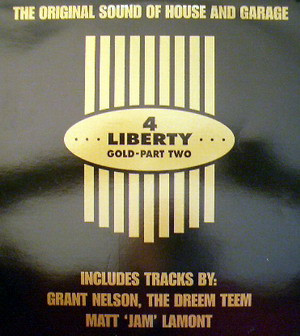 THE ORIGINAL SOUND OF HOUSE AND GARAGE
4
LIBERTY
GOLD-PART TWO
INCLUDES TRACKS BY:
GRANT NELSON, THE DREEM TEEM
MATT 'JAM' LAMONT